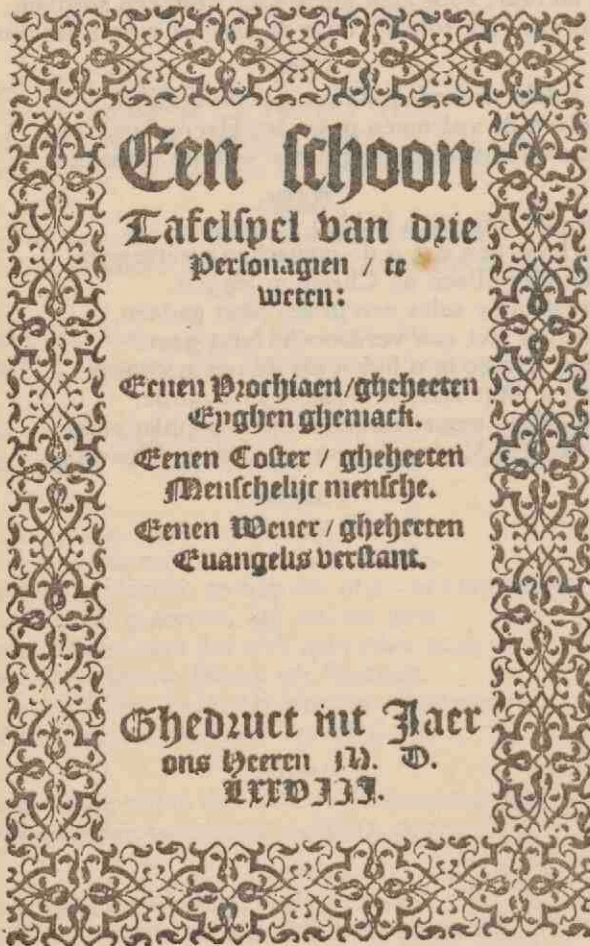 Een schoon
Tafelspel van drie
Personagien / te
weten:
Eenen Prochiaen/gheheeten
Eyghen ghemack.
Eenen Coster / gheheeten
Menschelijc mensche.
Eenen Wever / gheheeten
Euangelis verstant.
Ghedruct int Jaer
ons Heeren M. D.
LXXVIII.